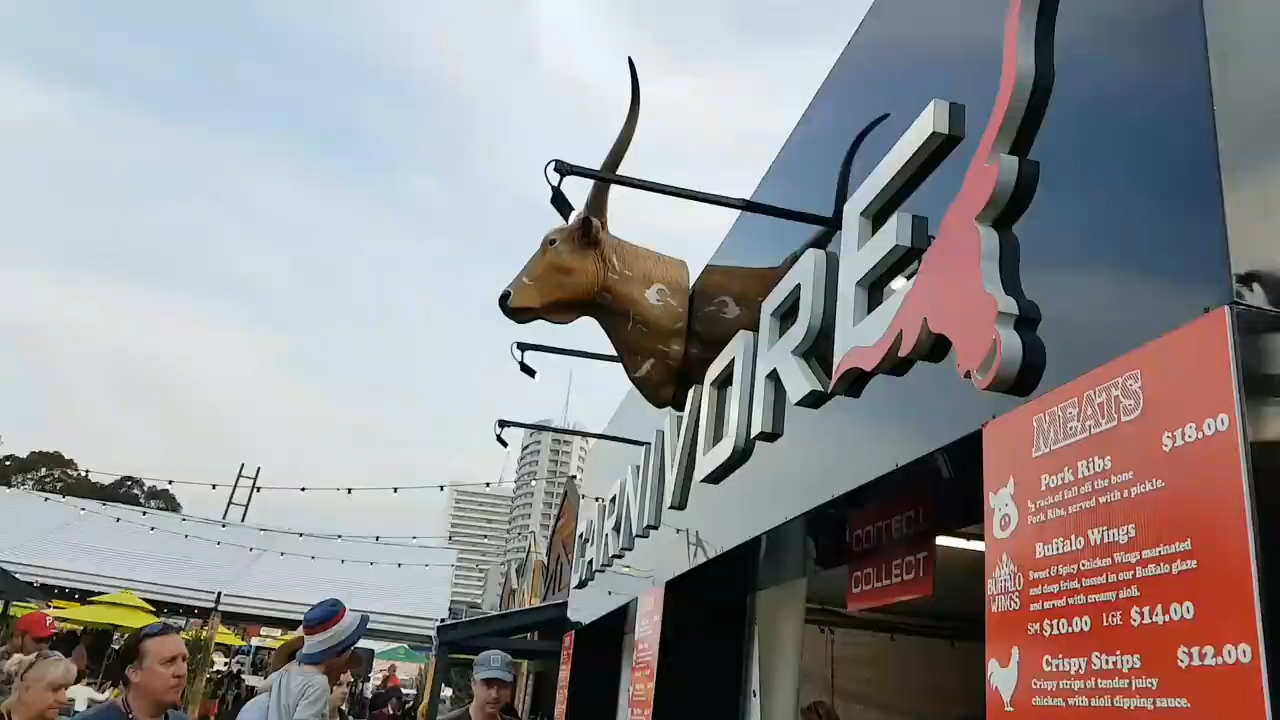 CARNIVORE
COLLECT
COLLECT
MEATS
$18.00
Pork Ribs
½ rack of fall off the bone
Pork Ribs, served with a pickle.
Buffalo Wings
Sweet & Spicy Chicken Wings marinated
and deep fried, tossed in our Buffalo glaze
and served with creamy aioli.
SM $10.00 LGE $14.00
BUFFALO
WINGS
Crispy Strips $12.00
Crispy strips of tender juicy
chicken, with aioli dipping sauce.
P